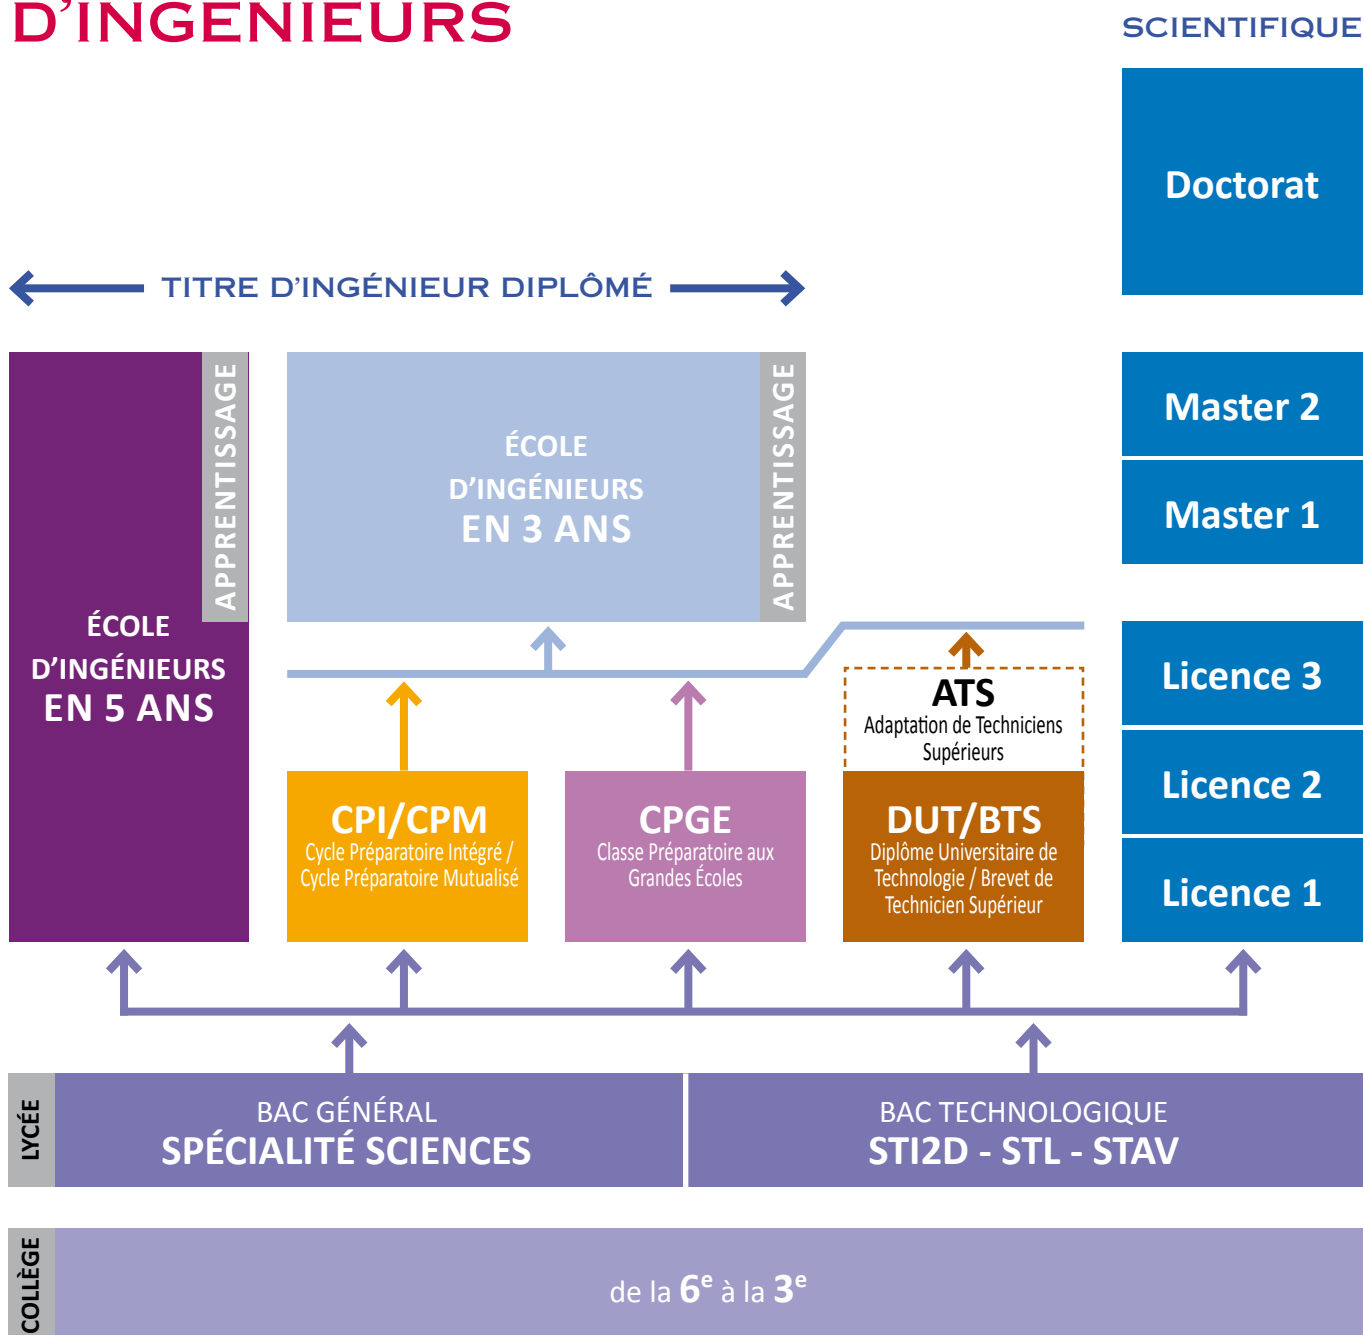 D'INGÉNIEURS
SCIENTIFIQUE
Doctorat
TITRE D'INGÉNIEUR DIPLÔMÉ
APPRENTISSAGE
ÉCOLE
D'INGÉNIEURS
EN 5 ANS
ÉCOLE
D'INGÉNIEURS
EN 3 ANS
APPRENTISSAGE
Master 2
Master 1
Licence 3
Licence 2
Licence 1
ATS
Adaptation de Techniciens
Supérieurs
CPI/CPM
Cycle Préparatoire Intégré /
Cycle Préparatoire Mutualisé
CPGE
Classe Préparatoire aux
Grandes Écoles
DUT/BTS
Diplôme Universitaire de
Technologie / Brevet de
Technicien Supérieur
LYCÉE
BAC GÉNÉRAL
SPÉCIALITÉ SCIENCES
BAC TECHNOLOGIQUE
STI2D - STL - STAV
COLLÈGE
de la 6e à la 3e